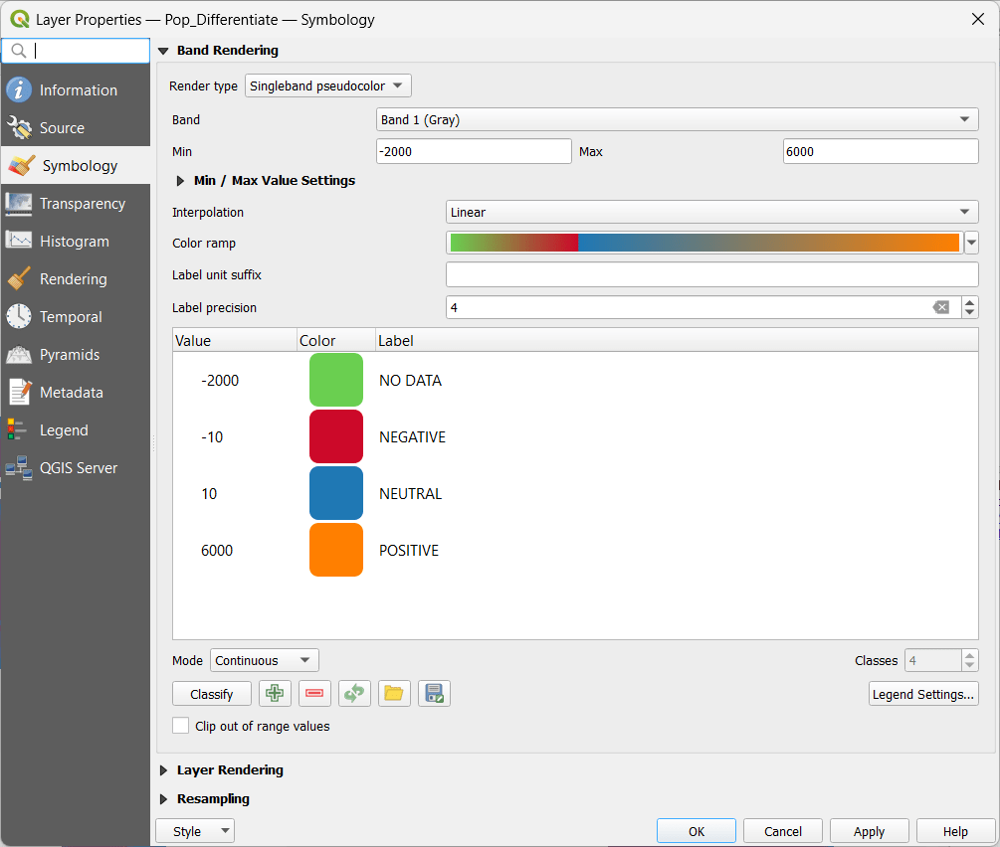 Layer Properties — Pop_Differentiate — Symbology
Information
Source
Symbology
Transparency
Histogram
Rendering
Temporal
Pyramids
Metadata
Legend
QGIS Server
Band Rendering
Render type Singleband pseudocolor
Band Band 1 (Gray)
Min -2000 Max 6000
Min / Max Value Settings
Interpolation Linear
Color ramp
Label unit suffix
Label precision 4
Value Color Label
-2000 NO DATA
-10 NEGATIVE
10 NEUTRAL
6000 POSITIVE
Mode Continuous Classes 4
Classify Legend Settings...
Clip out of range values
Layer Rendering
Resampling
Style OK Cancel Apply Help